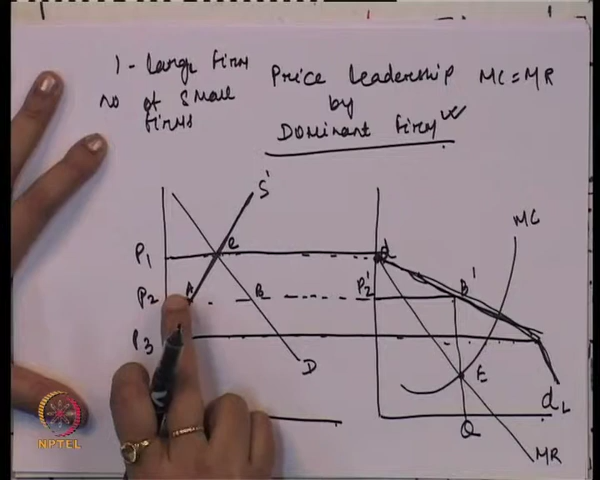 1 - Large firm
no of small
firms
Price Leadership
by
Dominant firm
MC = MR
S'
MC
P1
e
d
P2
A
B
P2'
B'
P3
E
D
dL
Q
MR
NPTEL